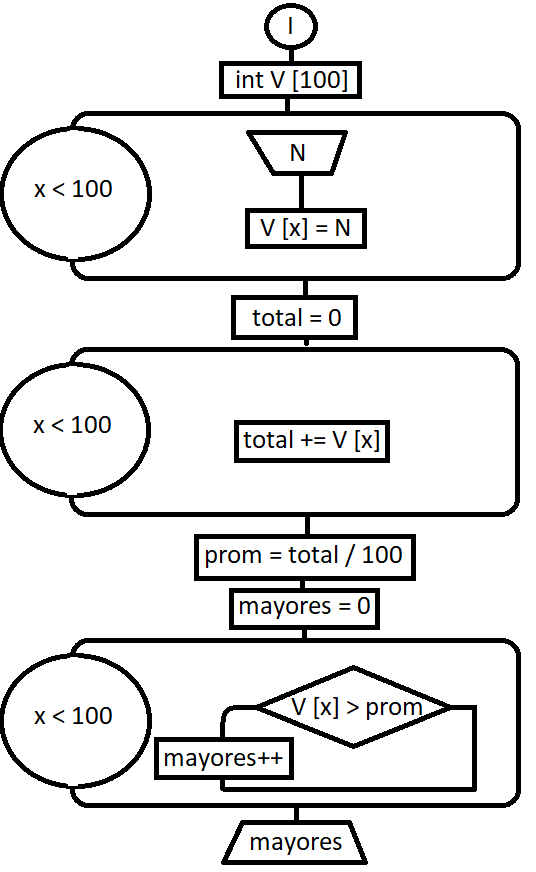 I
int V [100]
x < 100
N
V [x] = N
total = 0
x < 100
total += V [x]
prom = total / 100
mayores = 0
x < 100
V [x] > prom
mayores++
mayores